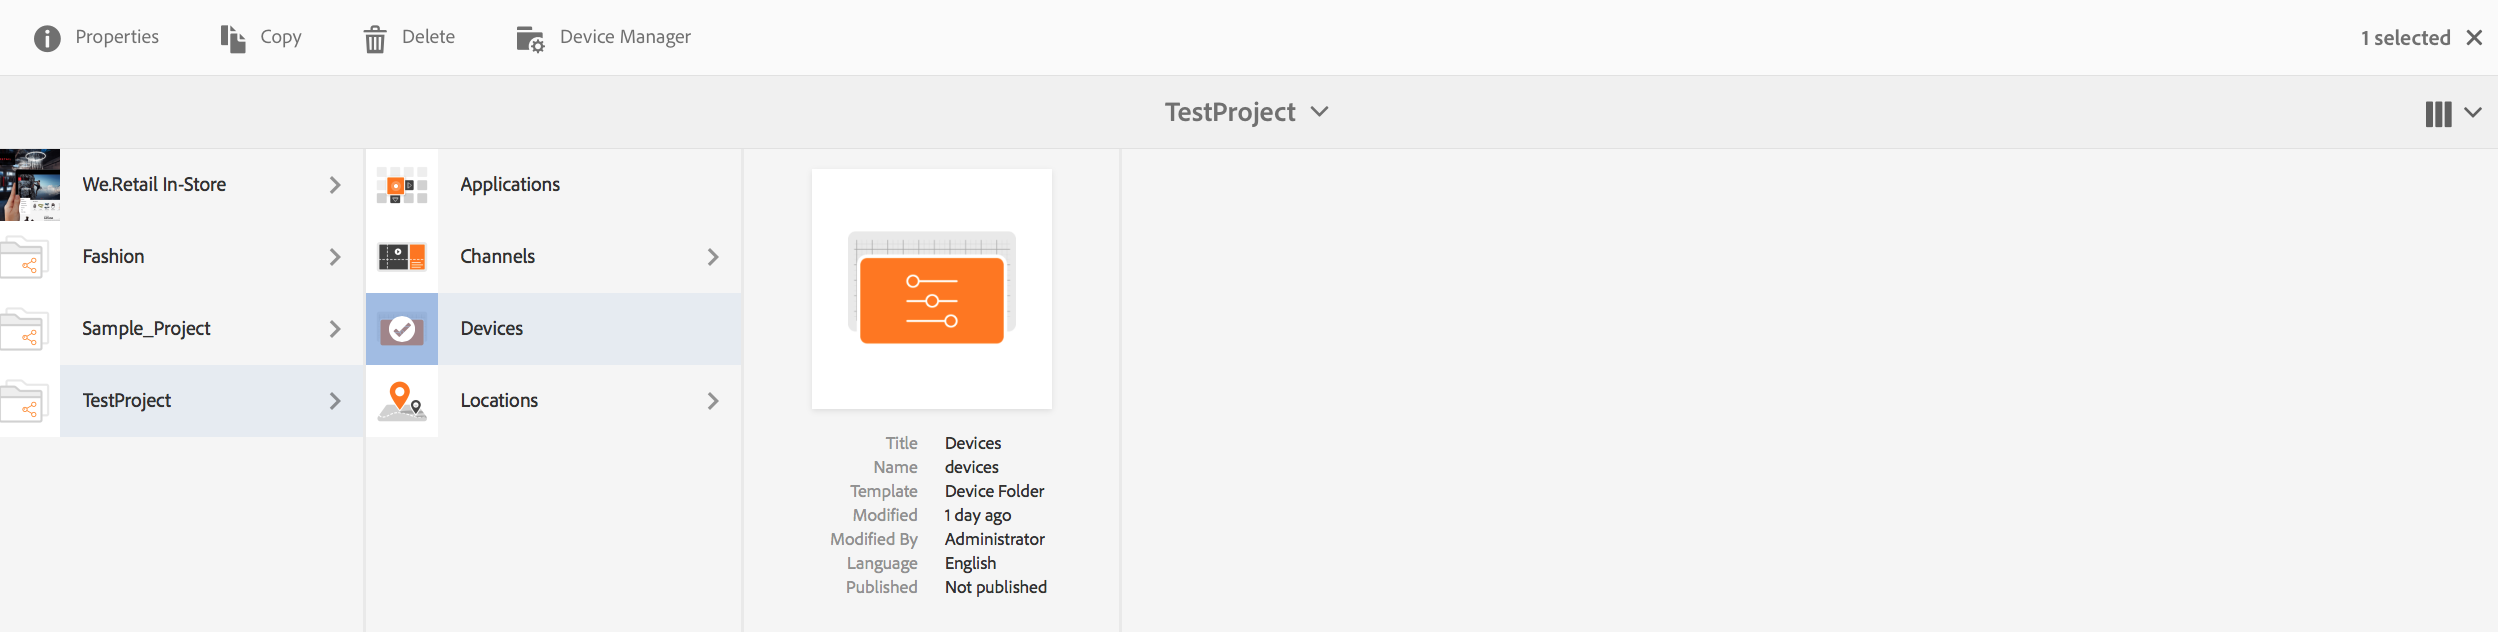 Properties
Copy
Delete
Device Manager
1 selected
TestProject
We.Retail In-Store
Fashion
Sample_Project
TestProject
Applications
Channels
Devices
Locations
Title Devices
Name devices
Template Device Folder
Modified 1 day ago
Modified By Administrator
Language English
Published Not published